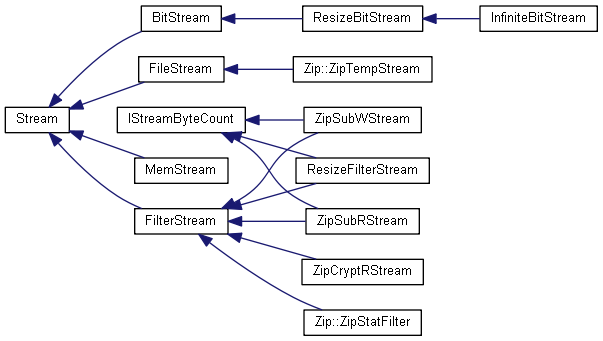 BitStream
ResizeBitStream
InfiniteBitStream
FileStream
Zip::ZipTempStream
Stream
IStreamByteCount
ZipSubWStream
MemStream
ResizeFilterStream
FilterStream
ZipSubRStream
ZipCryptRStream
Zip::ZipStatFilter